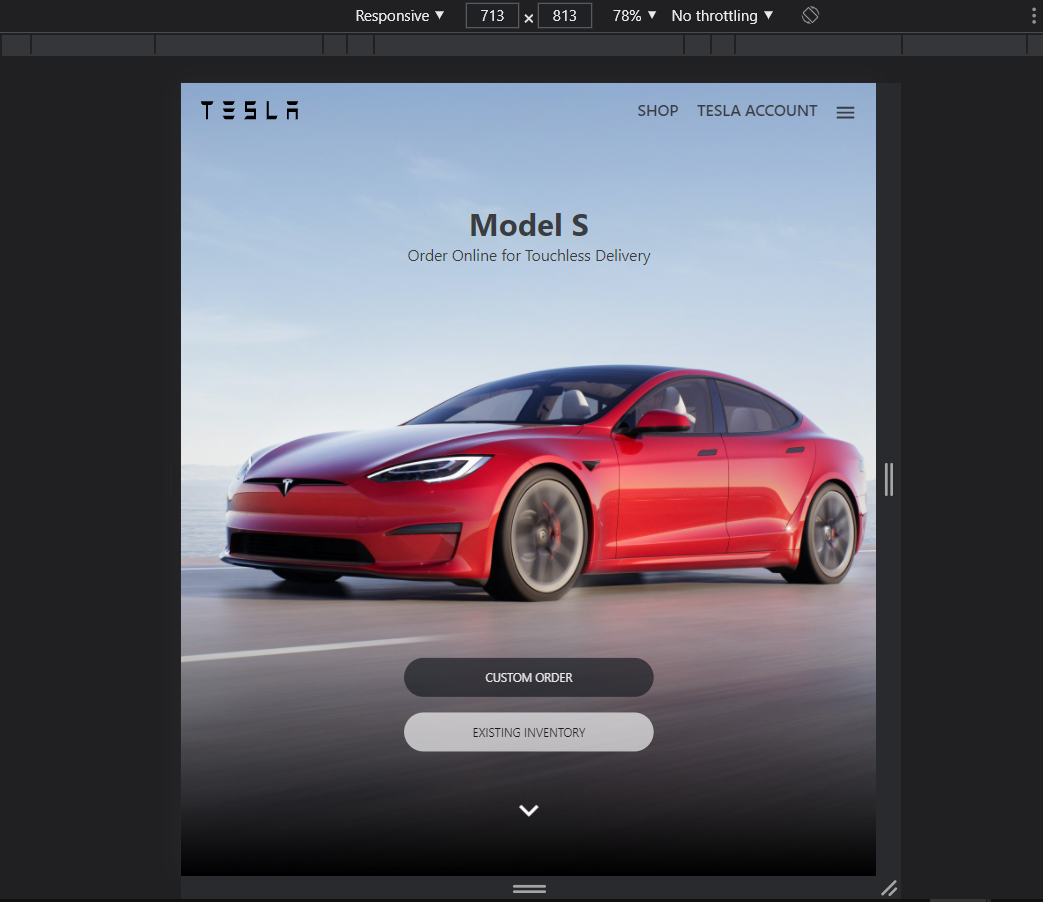 Responsive ▼ 713 × 813 78% ▼ No throttling ▼
TESLA SHOP TESLA ACCOUNT
Model S
Order Online for Touchless Delivery
CUSTOM ORDER
EXISTING INVENTORY